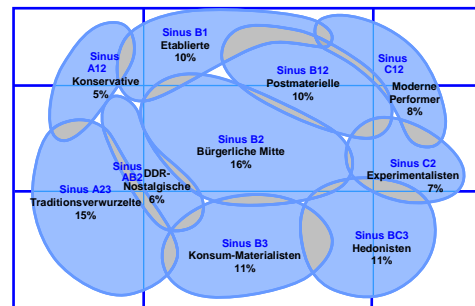 Sinus B1
Etablierte
10%
Sinus
A12
Konservative
5%
Sinus B12
Postmaterielle
10%
Sinus
C12
Moderne
Performer
8%
Sinus B2
Bürgerliche Mitte
16%
Sinus
AB2
DDR-
Nostalgische
6%
Sinus A23
Traditionsverwurzelte
15%
Sinus C2
Experimentalisten
7%
Sinus B3
Konsum-Materialisten
11%
Sinus BC3
Hedonisten
11%